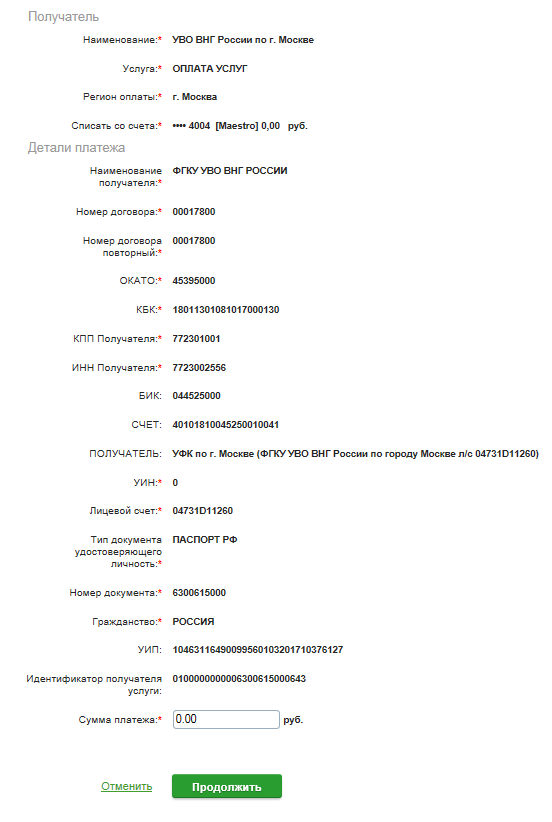 Получатель
Наименование:* УВО ВНГ России по г. Москве
Услуга:* ОПЛАТА УСЛУГ
Регион оплаты:* г. Москва
Списать со счета:* •••• 4004 [Maestro] 0,00 руб.
Детали платежа
Наименование ФГКУ УВО ВНГ РОССИИ
получателя:*
Номер договора:* 00017800
Номер договора 00017800
повторный:*
ОКАТО:* 45395000
КБК:* 18011301081017000130
КПП Получателя:* 772301001
ИНН Получателя:* 7723002556
БИК: 044525000
СЧЕТ: 40101810045250010041
ПОЛУЧАТЕЛЬ: УФК по г. Москве (ФГКУ УВО ВНГ России по городу Москве л/с 04731D11260)
УИН:* 0
Лицевой счет:* 04731D11260
Тип документа ПАСПОРТ РФ
удостоверяющего
личность:*
Номер документа:* 6300615000
Гражданство:* РОССИЯ
УИП: 10463116490099560103201710376127
Идентификатор получателя 0100000000006300615000643
услуги:
Сумма платежа:* 0.00 руб.
Отменить Продолжить